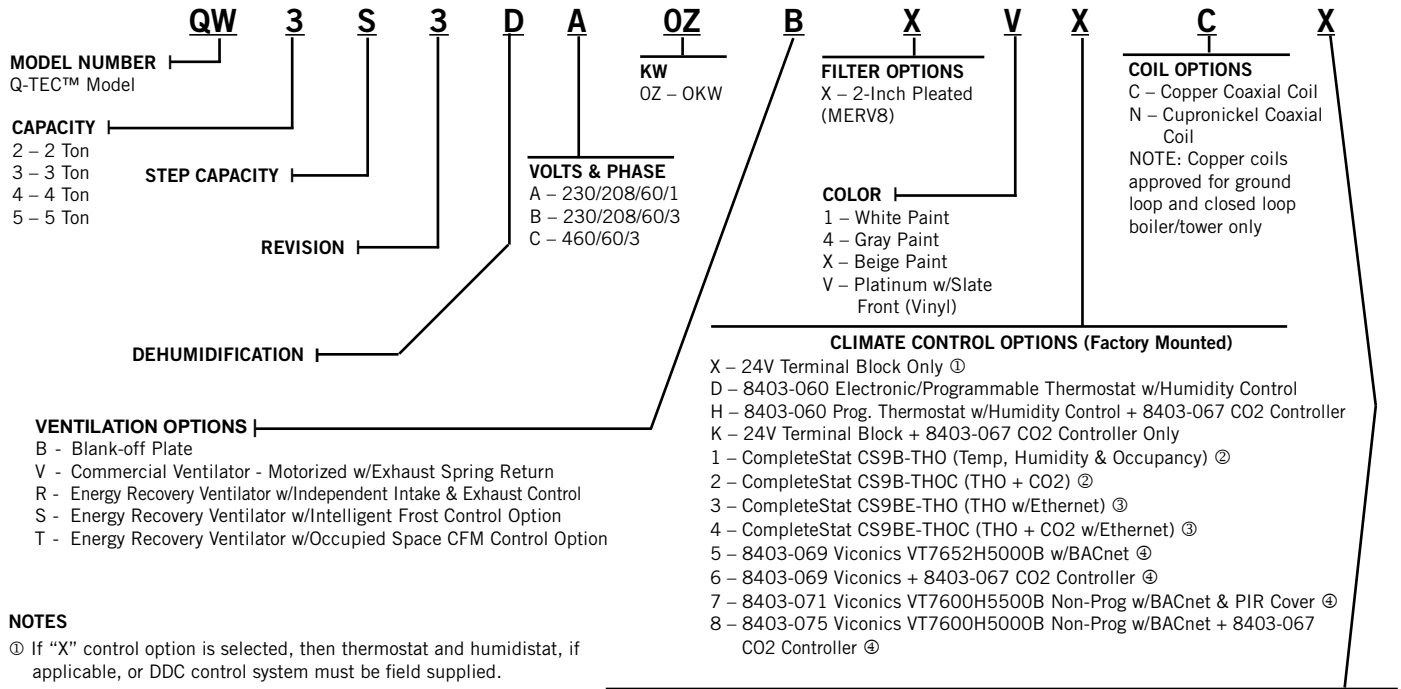 QW 3 S 3 D A 0Z B X V X C X
MODEL NUMBER
Q-TEC™ Model
CAPACITY
2 – 2 Ton
3 – 3 Ton
4 – 4 Ton
5 – 5 Ton
STEP CAPACITY
REVISION
DEHUMIDIFICATION
VOLTS & PHASE
A – 230/208/60/1
B – 230/208/60/3
C – 460/60/3
KW
0Z – OKW
FILTER OPTIONS
X – 2-Inch Pleated
(MERV8)
COLOR
1 – White Paint
4 – Gray Paint
X – Beige Paint
V – Platinum w/Slate
Front (Vinyl)
COIL OPTIONS
C – Copper Coaxial Coil
N – Cupronickel Coaxial
Coil
NOTE: Copper coils
approved for ground
loop and closed loop
boiler/tower only
VENTILATION OPTIONS
B - Blank-off Plate
V - Commercial Ventilator - Motorized w/Exhaust Spring Return
R - Energy Recovery Ventilator w/Independent Intake & Exhaust Control
S - Energy Recovery Ventilator w/Intelligent Frost Control Option
T - Energy Recovery Ventilator w/Occupied Space CFM Control Option
CLIMATE CONTROL OPTIONS (Factory Mounted)
X – 24V Terminal Block Only ①
D – 8403-060 Electronic/Programmable Thermostat w/Humidity Control
H – 8403-060 Prog. Thermostat w/Humidity Control + 8403-067 CO2 Controller
K – 24V Terminal Block + 8403-067 CO2 Controller Only
1 – CompleteStat CS9B-THO (Temp, Humidity & Occupancy) ②
2 – CompleteStat CS9B-THOC (THO + CO2) ②
3 – CompleteStat CS9BE-THO (THO w/Ethernet) ③
4 – CompleteStat CS9BE-THOC (THO + CO2 w/Ethernet) ③
5 – 8403-069 Viconics VT7652H5000B w/BACnet ④
6 – 8403-069 Viconics + 8403-067 CO2 Controller ④
7 – 8403-071 Viconics VT7600H5500B Non-Prog w/BACnet & PIR Cover ④
8 – 8403-075 Viconics VT7600H5000B Non-Prog w/BACnet + 8403-067
CO2 Controller ④
NOTES
① If “X” control option is selected, then thermostat and humidistat, if
applicable, or DDC control system must be field supplied.